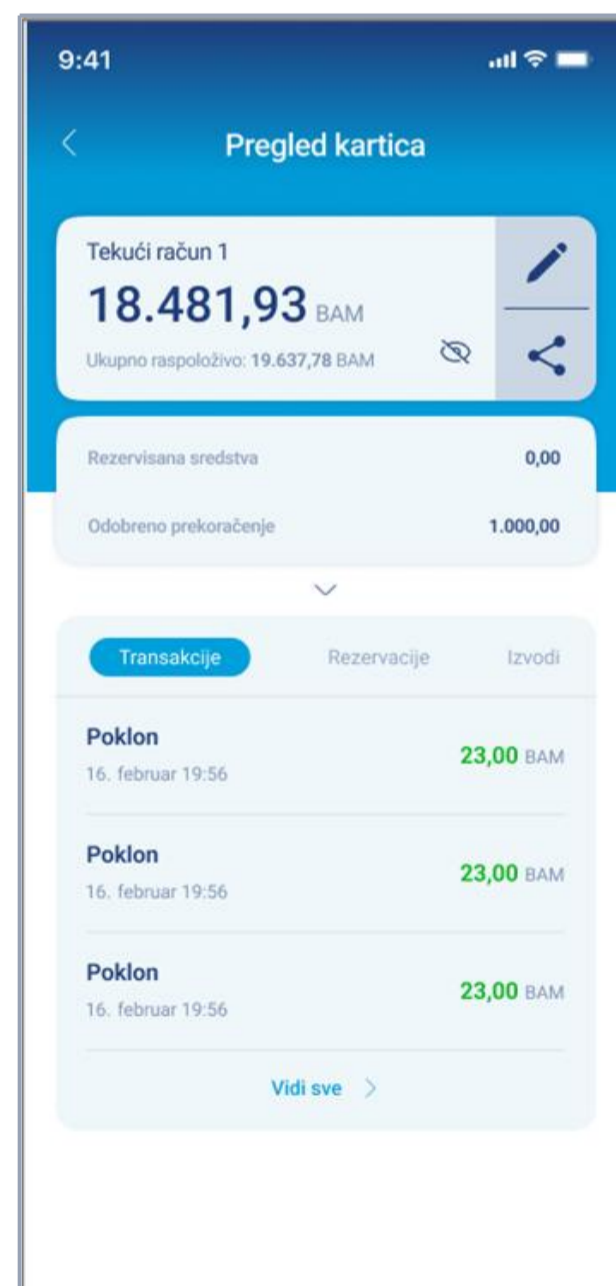 9:41
Pregled kartica
Tekući račun 1
18.481,93 BAM
Ukupno raspoloživo: 19.637,78 BAM
Rezervisana sredstva 0,00
Odobreno prekoračenje 1.000,00
Transakcije Rezervacije Izvodi
Poklon
23,00 BAM
16. februar 19:56
Poklon
23,00 BAM
16. februar 19:56
Poklon
23,00 BAM
16. februar 19:56
Vidi sve